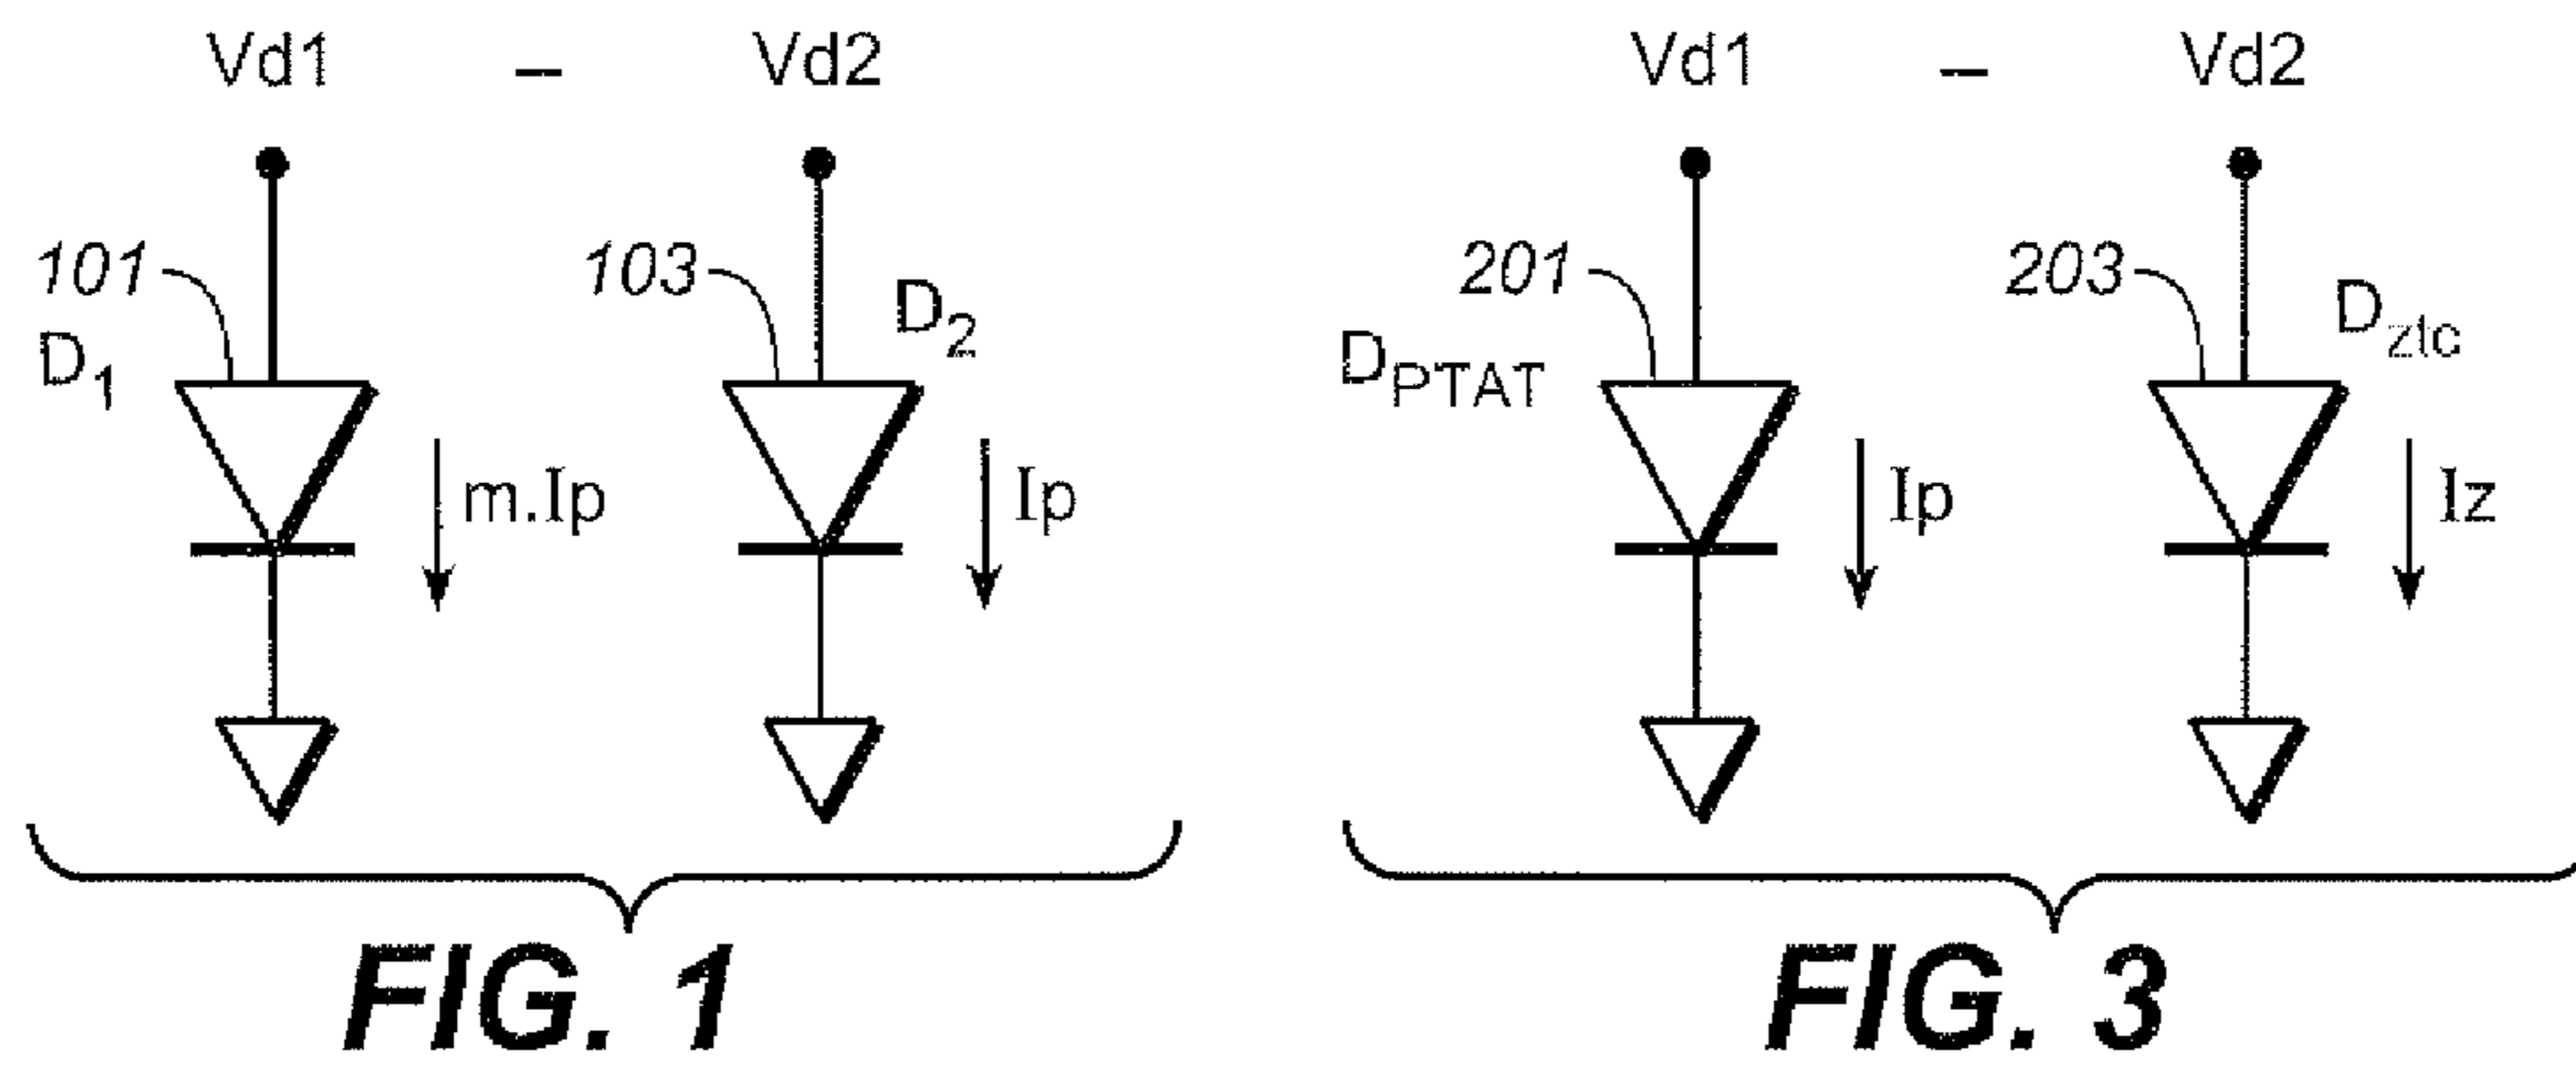 Vd1 – Vd2
101
D1
103
D2
m.Ip
Ip
FIG. 1
Vd1 – Vd2
201
DPTAT
203
Dztc
Ip
Iz
FIG. 3